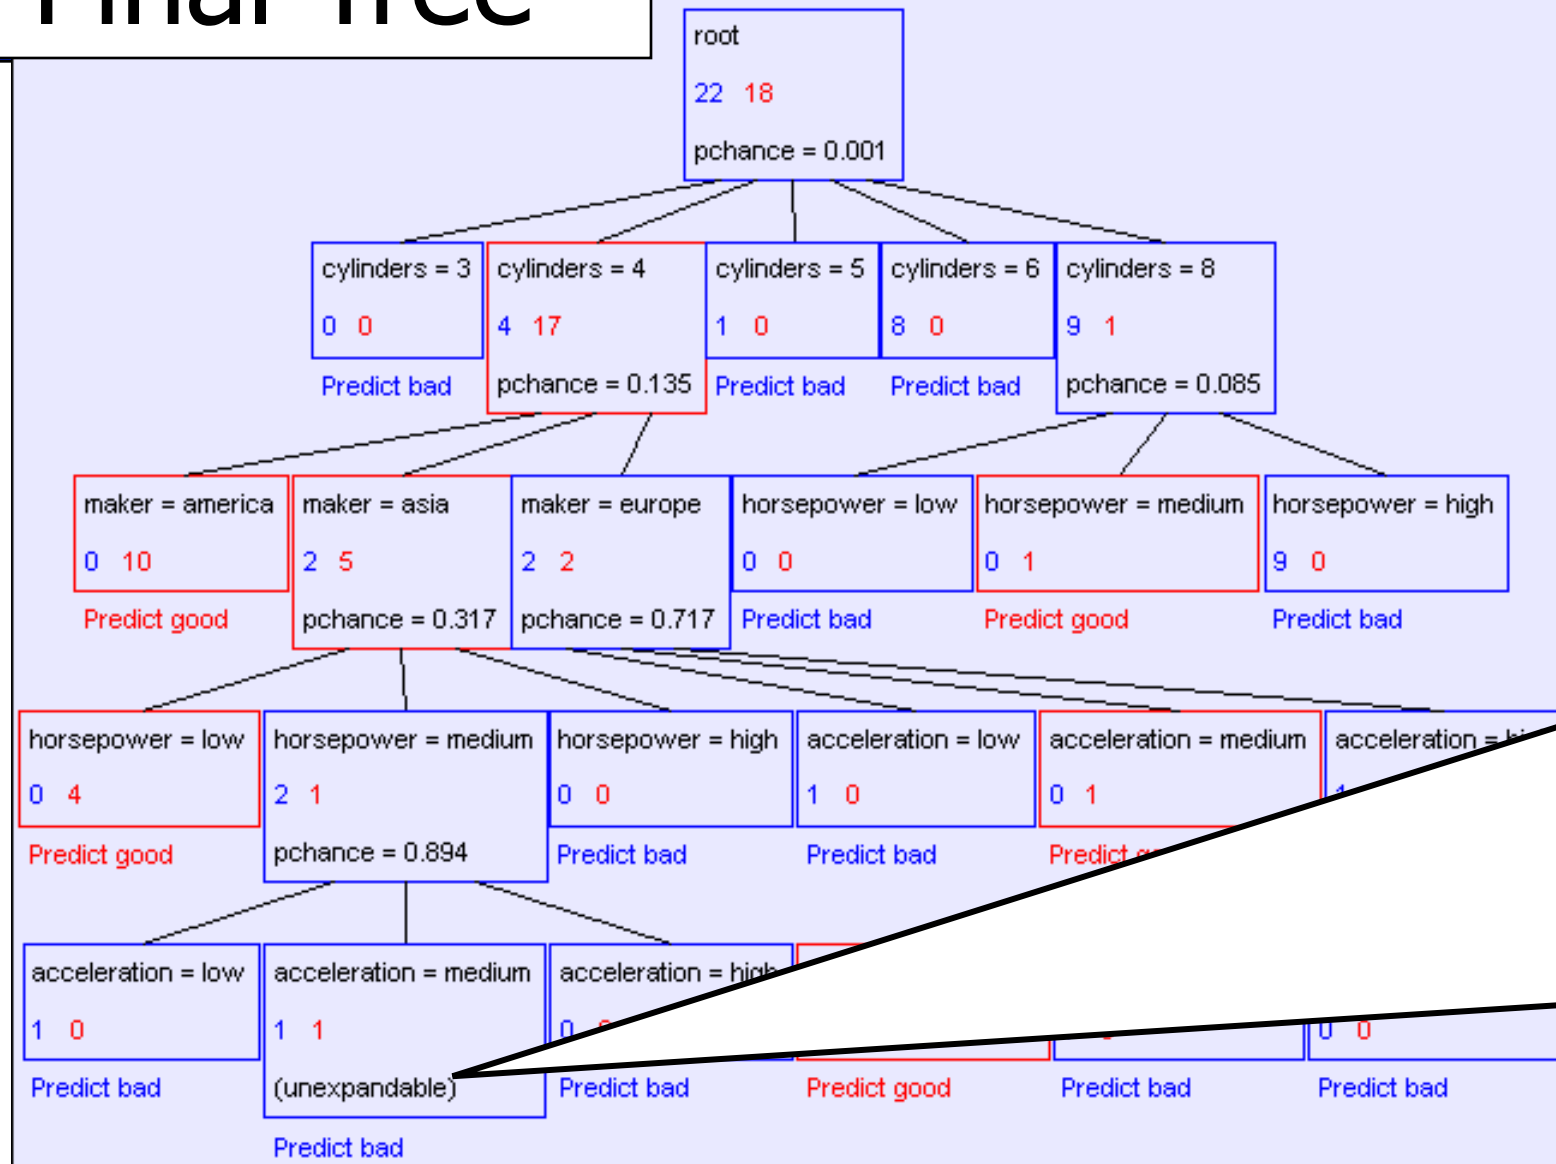 Final Tree
root
22 18
pchance = 0.001
cylinders = 3 cylinders = 4 cylinders = 5 cylinders = 6 cylinders = 8
0 0 4 17 1 0 8 0 9 1
Predict bad pchance = 0.135 Predict bad Predict bad pchance = 0.085
maker = america maker = asia maker = europe horsepower = low horsepower = medium horsepower = high
0 10 2 5 2 2 0 0 0 1 9 0
Predict good pchance = 0.317 pchance = 0.717 Predict bad Predict good Predict bad
horsepower = low horsepower = medium horsepower = high acceleration = low acceleration = medium acceleration =
0 4 2 1 0 0 1 0 0 1
Predict good pchance = 0.894 Predict bad Predict bad Predict
acceleration = low acceleration = medium acceleration = high
1 0 1 1 0 0 0
Predict bad (unexpandable) Predict bad Predict good Predict bad Predict bad
Predict bad